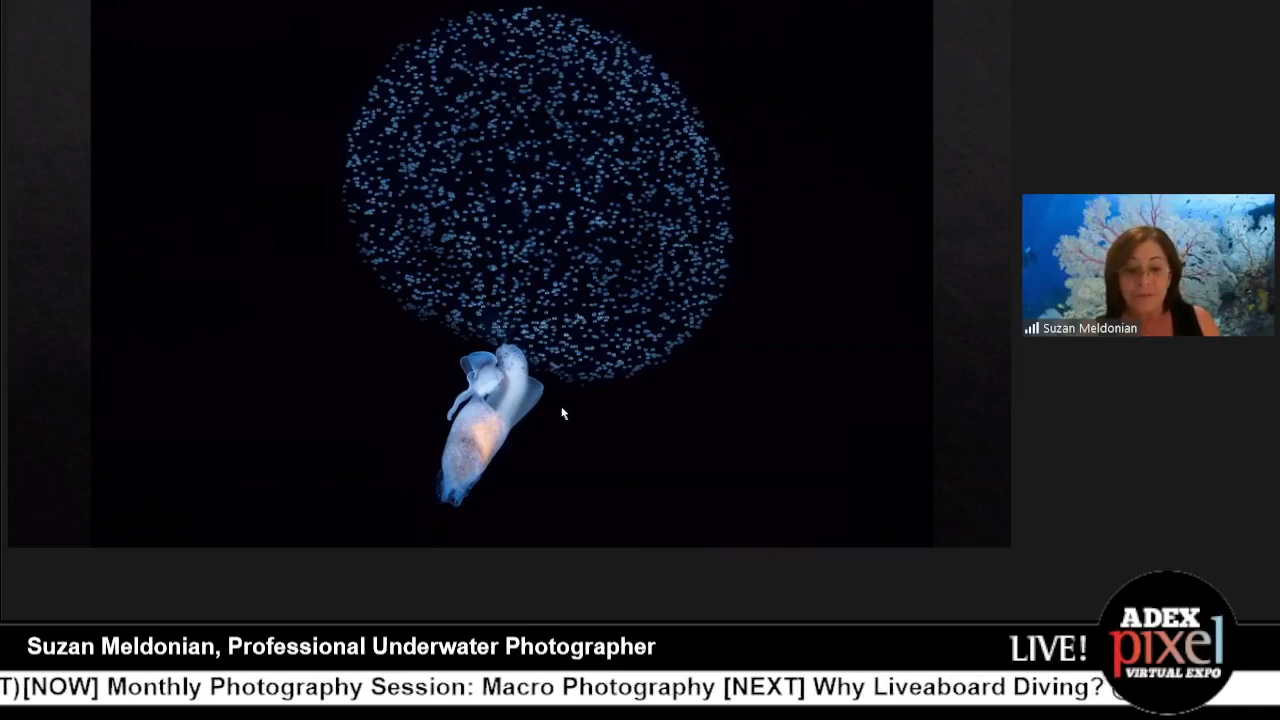 Suzan Meldonian
Suzan Meldonian, Professional Underwater Photographer
LIVE!
ADEX
pixel
VIRTUAL EXPO
T)[NOW] Monthly Photography Session: Macro Photography [NEXT] Why Liveaboard Diving?